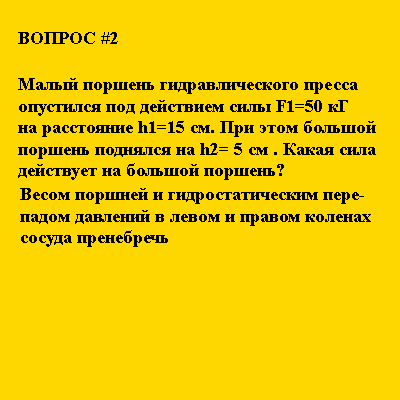 ВОПРОС #2
Малый поршень гидравлического пресса
опустился под действием силы F1=50 кГ
на расстояние h1=15 см. При этом большой
поршень поднялся на h2= 5 см . Какая сила
действует на большой поршень?
Весом поршней и гидростатическим пере-
падом давлений в левом и правом коленах
сосуда пренебречь